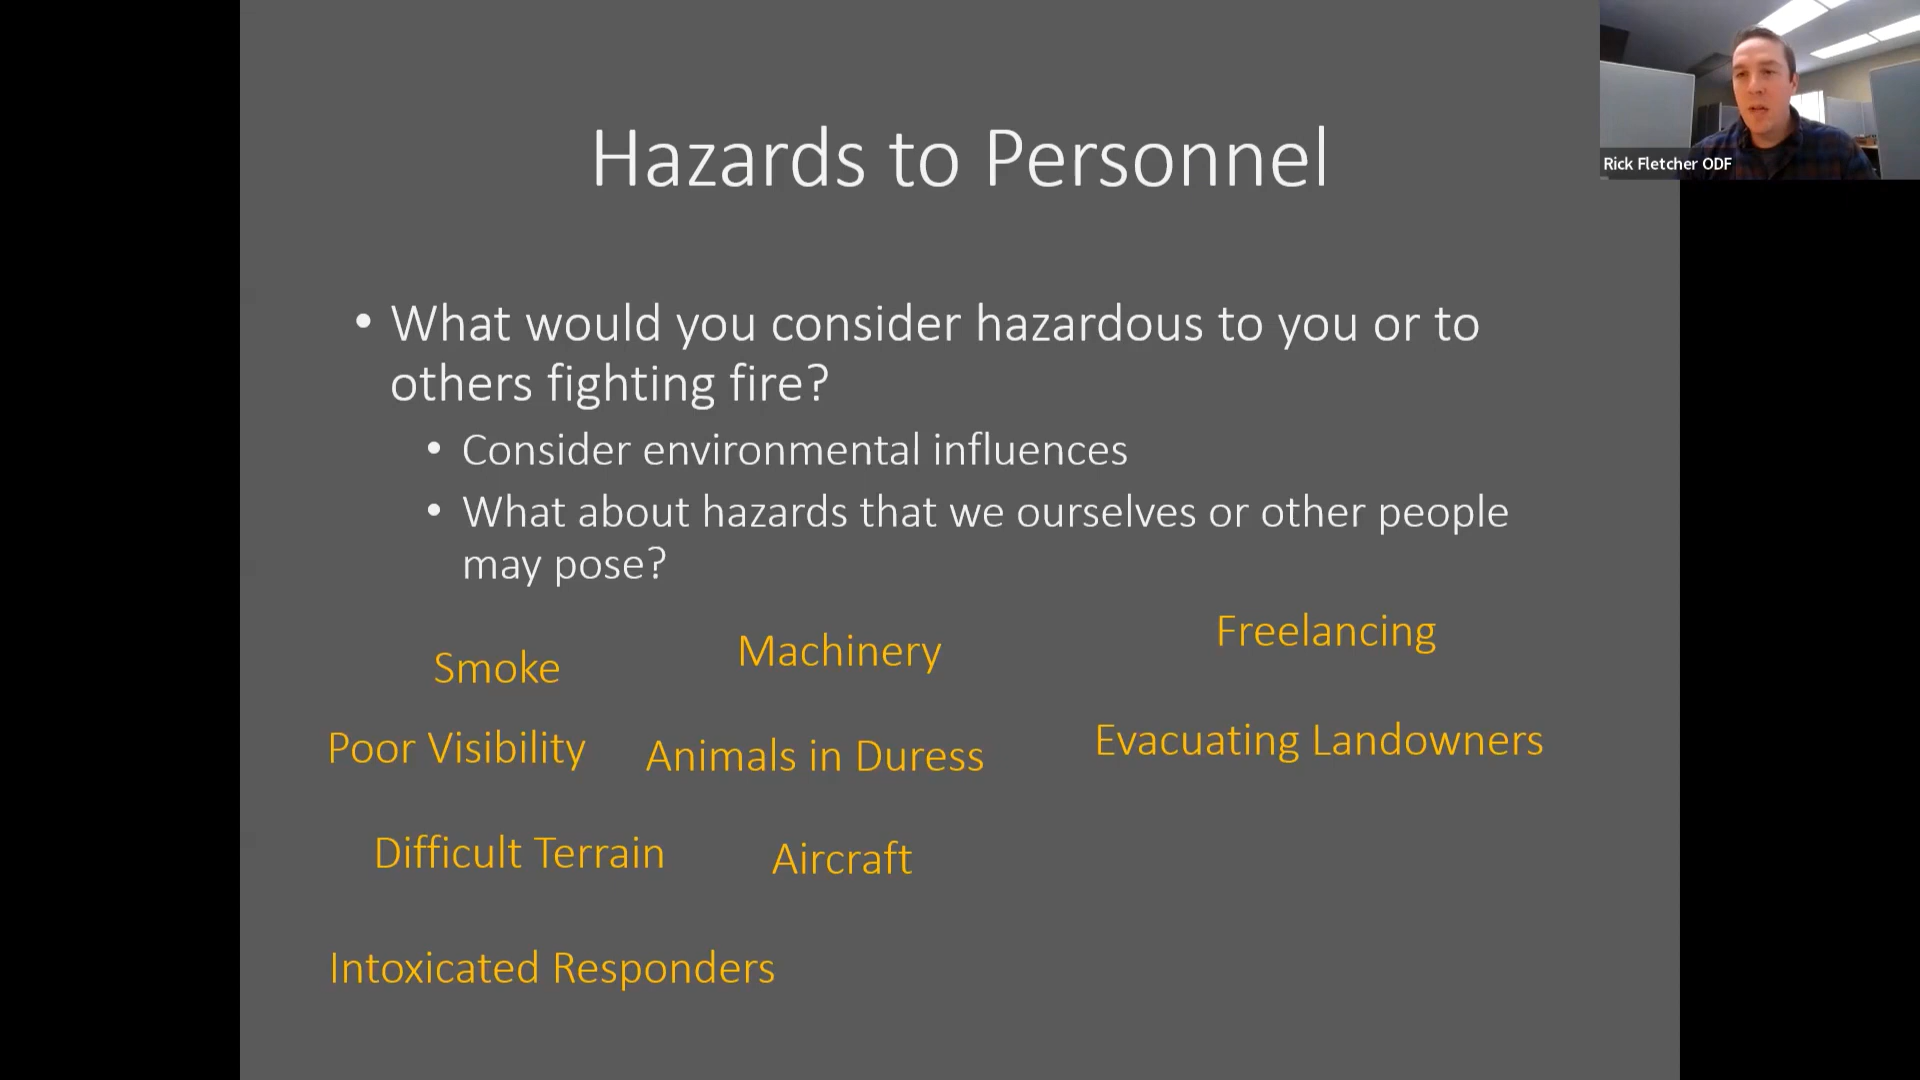 Hazards to Personnel
Rick Fletcher ODF
• What would you consider hazardous to you or to
others fighting fire?
• Consider environmental influences
• What about hazards that we ourselves or other people
may pose?
Smoke
Machinery
Freelancing
Poor Visibility
Animals in Duress
Evacuating Landowners
Difficult Terrain
Aircraft
Intoxicated Responders